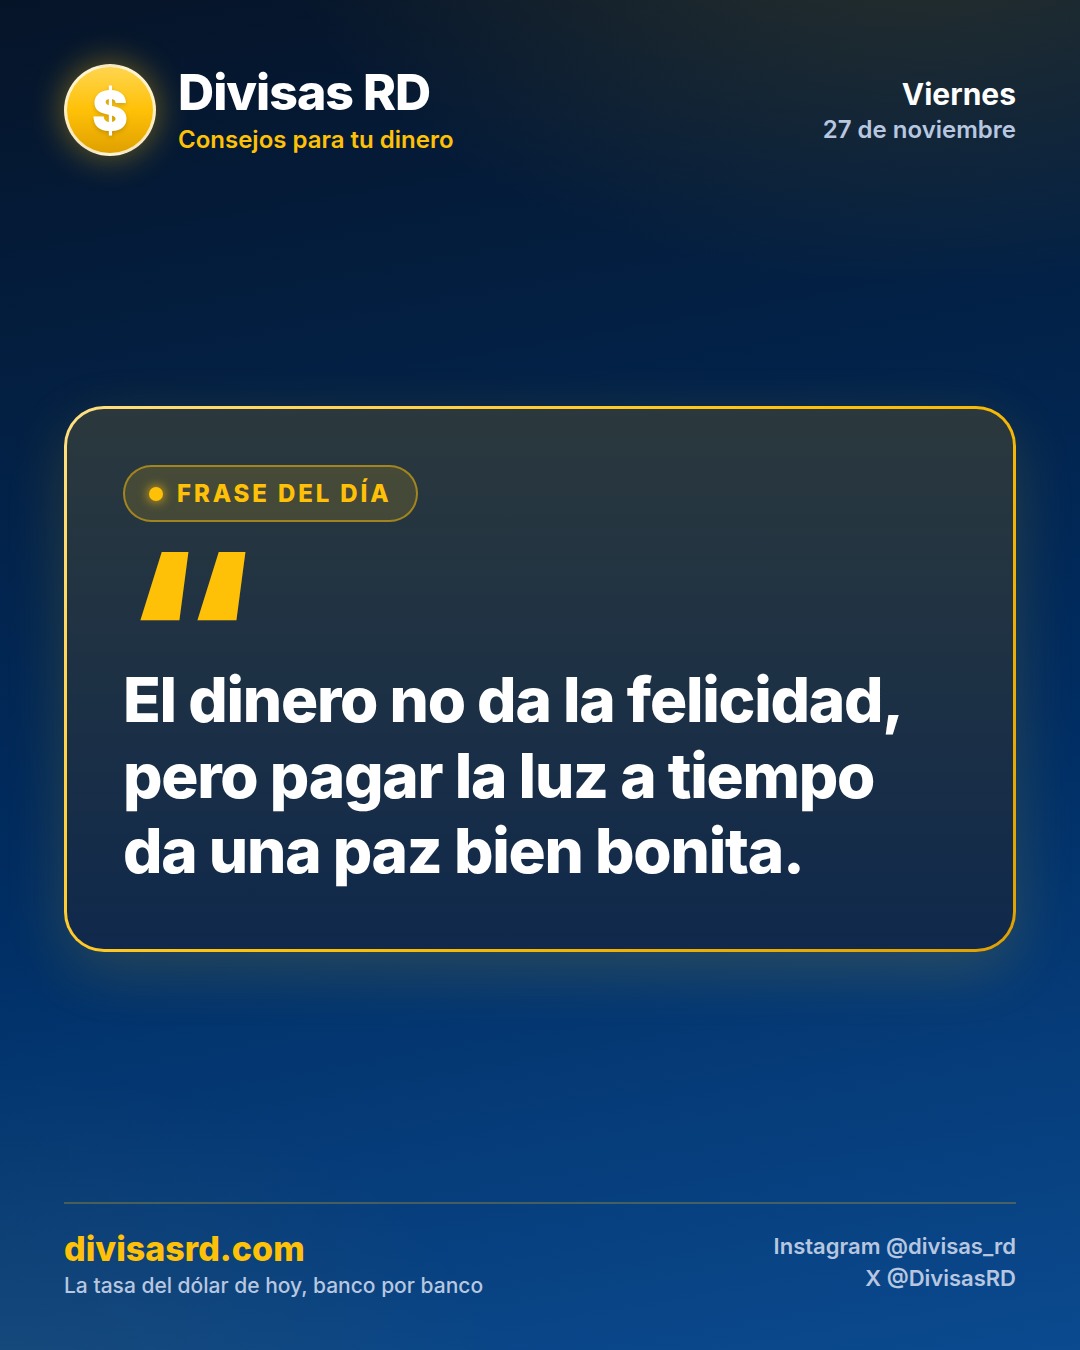 Divisas RD
Consejos para tu dinero
Viernes
27 de noviembre
FRASE DEL DÍA
“
El dinero no da la felicidad,
pero pagar la luz a tiempo
da una paz bien bonita.
divisasrd.com
La tasa del dólar de hoy, banco por banco
Instagram @divisas_rd
X @DivisasRD